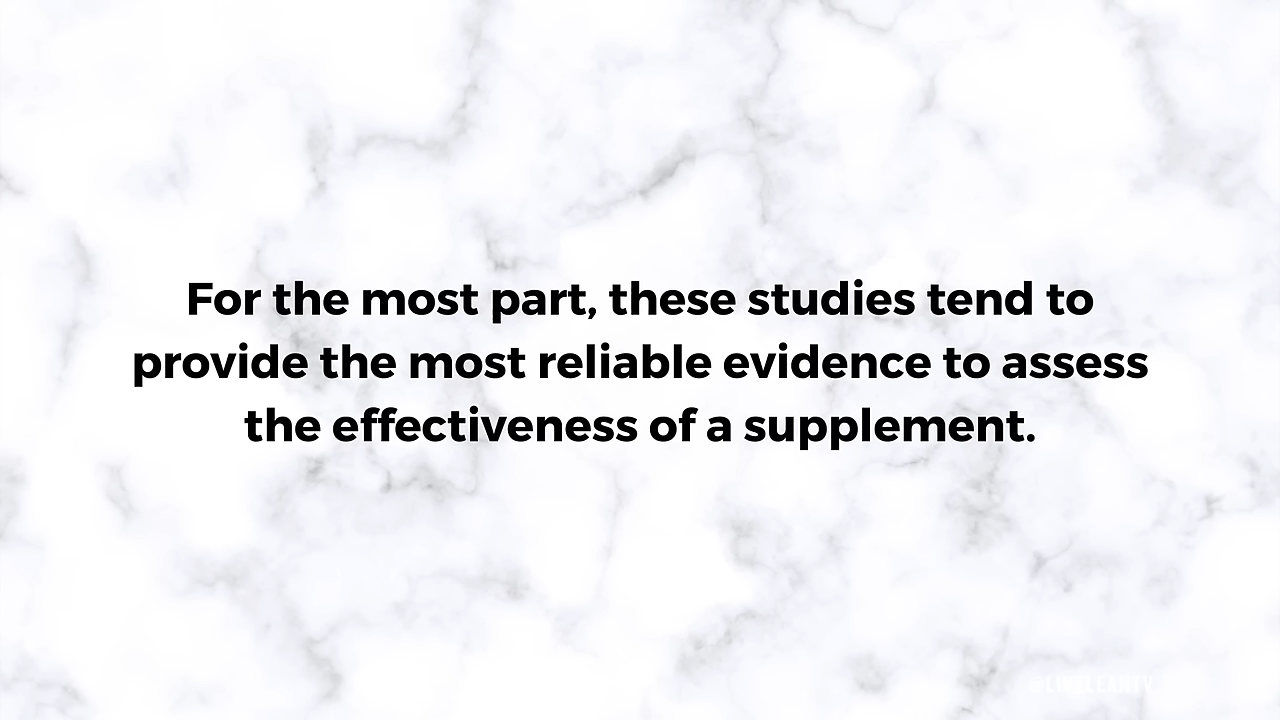 For the most part, these studies tend to
provide the most reliable evidence to assess
the effectiveness of a supplement.
@LIVELEANTV